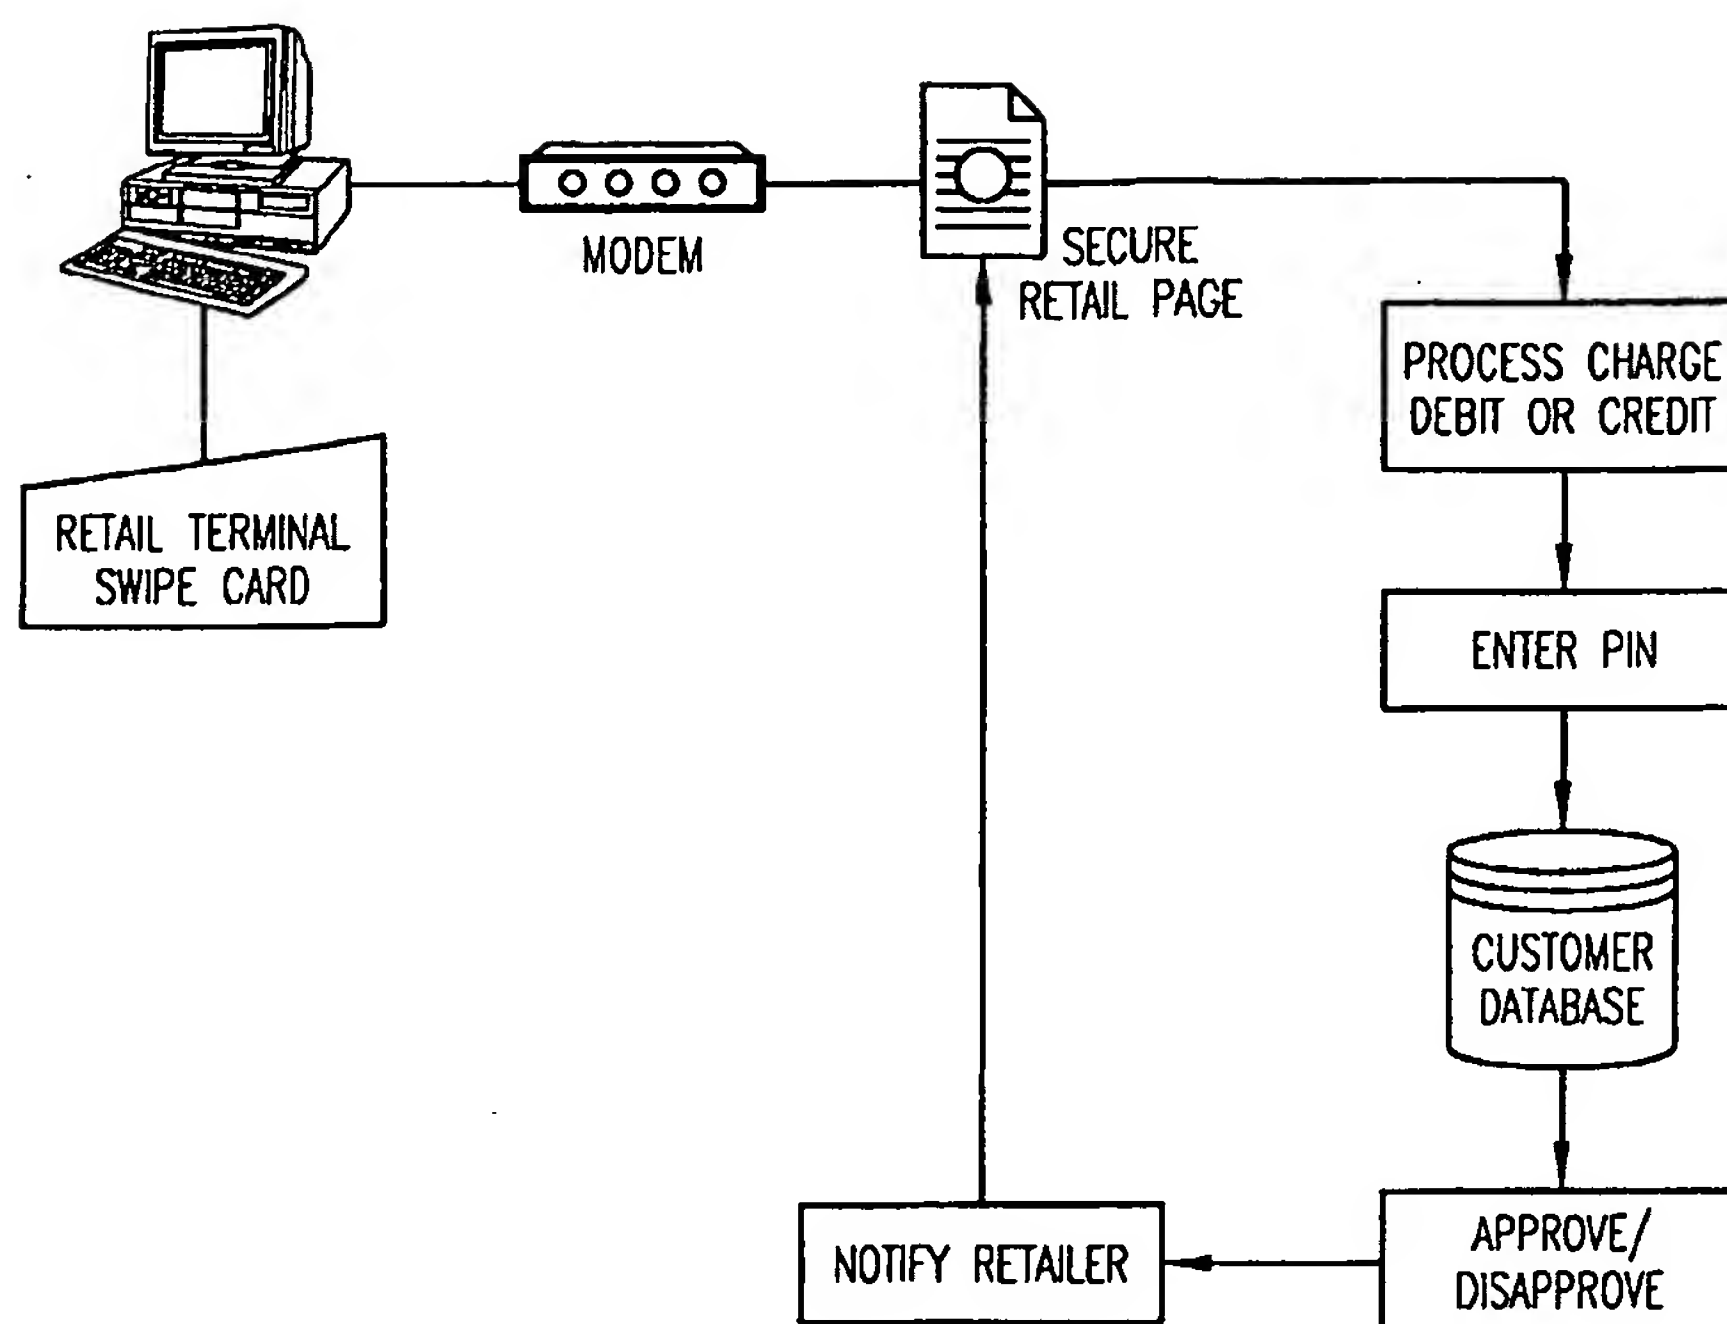 MODEM
SECURE
RETAIL PAGE
PROCESS CHARGE
DEBIT OR CREDIT
RETAIL TERMINAL
SWIPE CARD
ENTER PIN
CUSTOMER
DATABASE
NOTIFY RETAILER
APPROVE/
DISAPPROVE